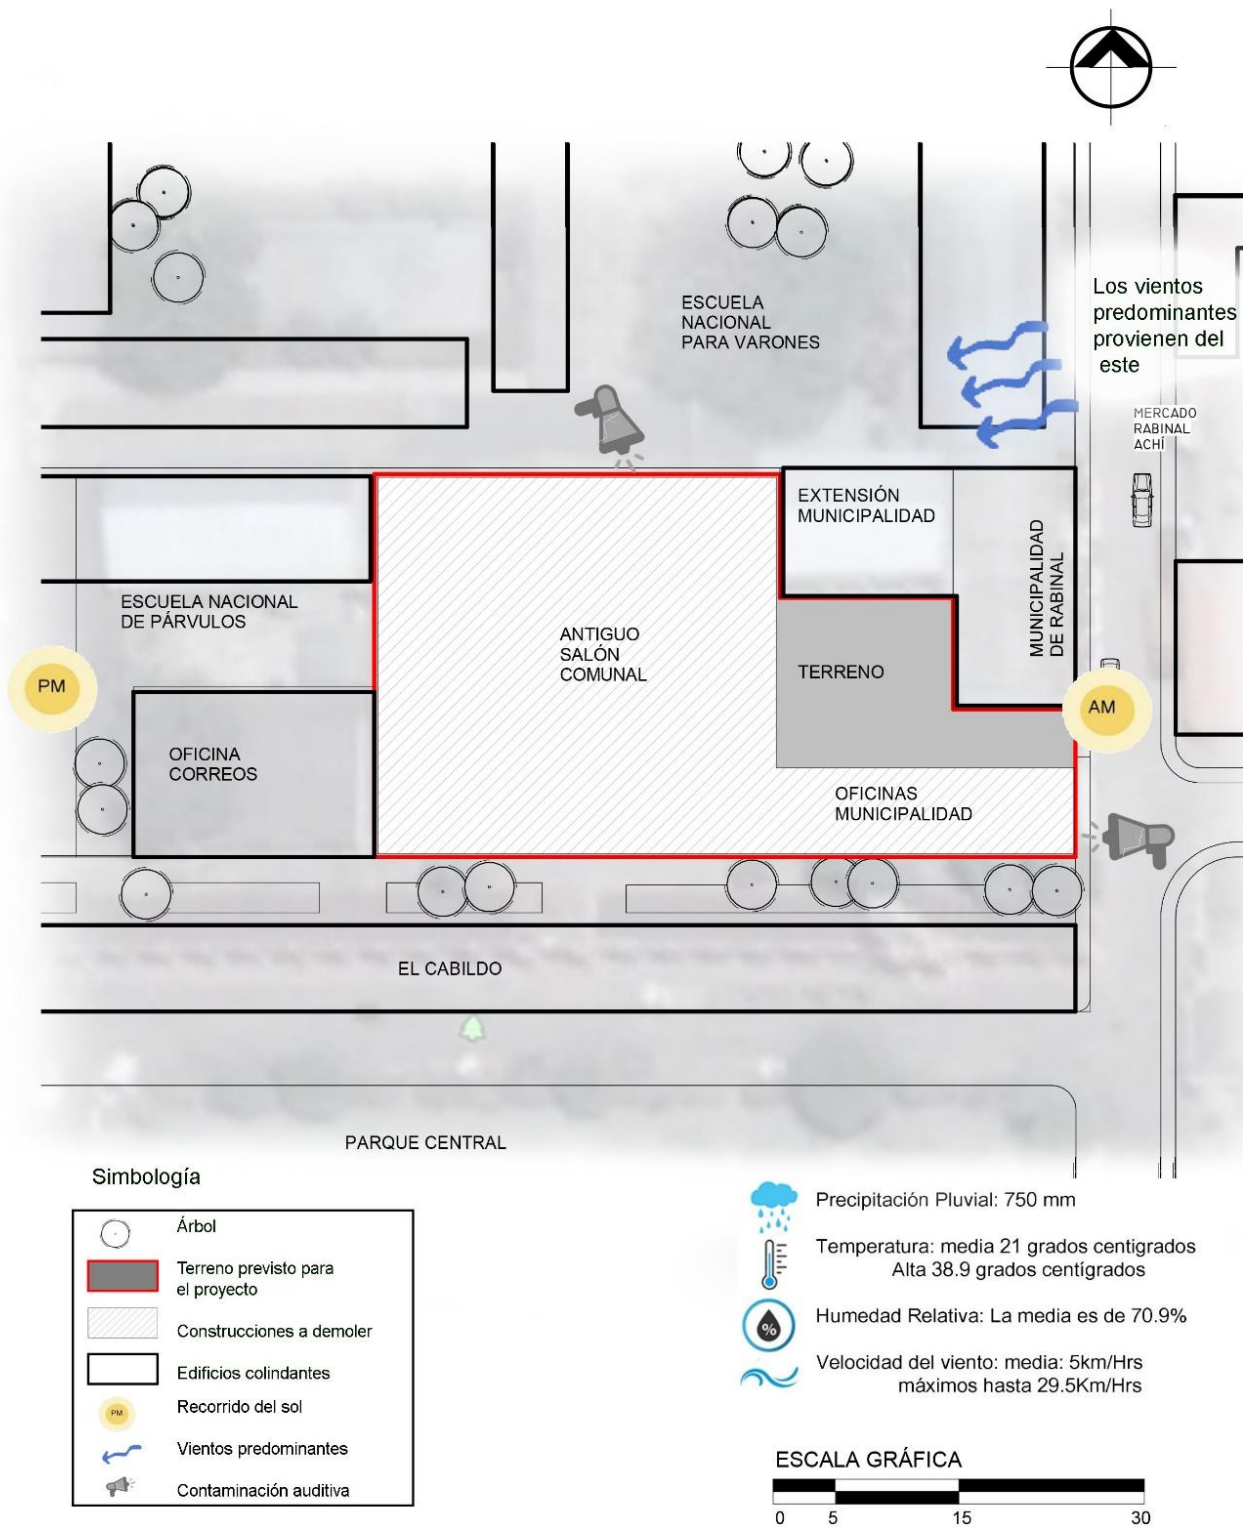 ESCUELA
NACIONAL
PARA VARONES
Los vientos
predominantes
provienen del
este
MERCADO
RABINAL
ACHÍ
EXTENSIÓN
MUNICIPALIDAD
MUNICIPALIDAD
DE RABINAL
ESCUELA NACIONAL
DE PÁRVULOS
ANTIGUO
SALÓN
COMUNAL
TERRENO
PM
AM
OFICINA
CORREOS
OFICINAS
MUNICIPALIDAD
EL CABILDO
PARQUE CENTRAL
Simbología
Árbol
Terreno previsto para
el proyecto
Construcciones a demoler
Edificios colindantes
PM
Recorrido del sol
Vientos predominantes
Contaminación auditiva
Precipitación Pluvial: 750 mm
Temperatura: media 21 grados centigrados
Alta 38.9 grados centígrados
%
Humedad Relativa: La media es de 70.9%
Velocidad del viento: media: 5km/Hrs
máximos hasta 29.5Km/Hrs
ESCALA GRÁFICA
0 5 15 30